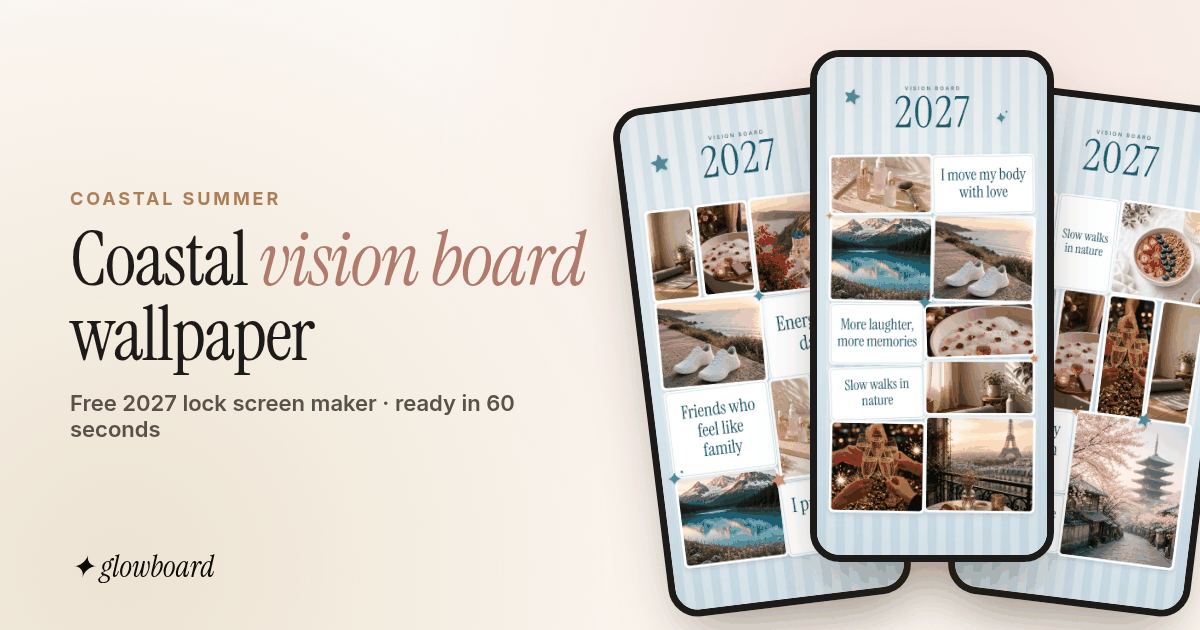 COASTAL SUMMER
Coastal vision board
wallpaper
Free 2027 lock screen maker · ready in 60
seconds
✦ glowboard
VISION BOARD
2027
Friends who
feel like
family
VISION BOARD
2027
I move my body
with love
More laughter,
more memories
Slow walks in
nature
VISION BOARD
2027
Slow walks
in nature